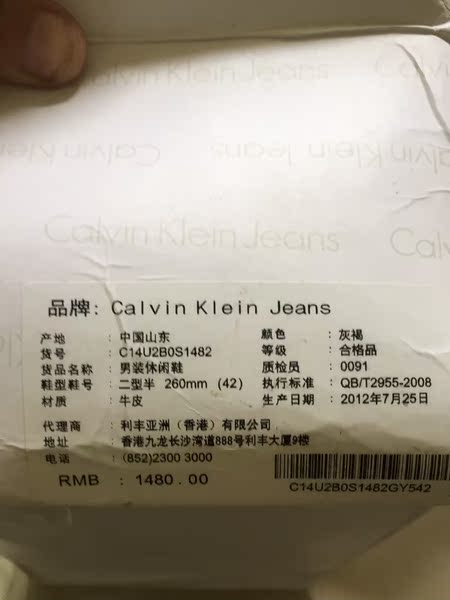 Calvin Klein Jeans Calvin
Calvin Klein Jeans Calvin Klein
Calvin Klein Jeans Cal
品牌: Calvin Klein Jeans
产地 : 中国山东 颜色 : 灰褐
货号 : C14U2B0S1482 等级 : 合格品
货品名称 : 男装休闲鞋 质检员 : 0091
鞋型鞋号 : 二型半 260mm (42) 执行标准 : QB/T2955-2008
材质 : 牛皮 生产日期 : 2012年7月25日
代理商 : 利丰亚洲（香港）有限公司
地址 : 香港九龙长沙湾道888号利丰大厦9楼
电话 : (852)2300 3000
RMB : 1480.00
C14U2B0S1482GY542